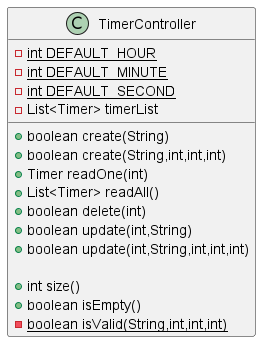 C TimerController
int DEFAULT_HOUR
int DEFAULT_MINUTE
int DEFAULT_SECOND
List<Timer> timerList
boolean create(String)
boolean create(String,int,int,int)
Timer readOne(int)
List<Timer> readAll()
boolean delete(int)
boolean update(int,String)
boolean update(int,String,int,int,int)
int size()
boolean isEmpty()
boolean isValid(String,int,int,int)